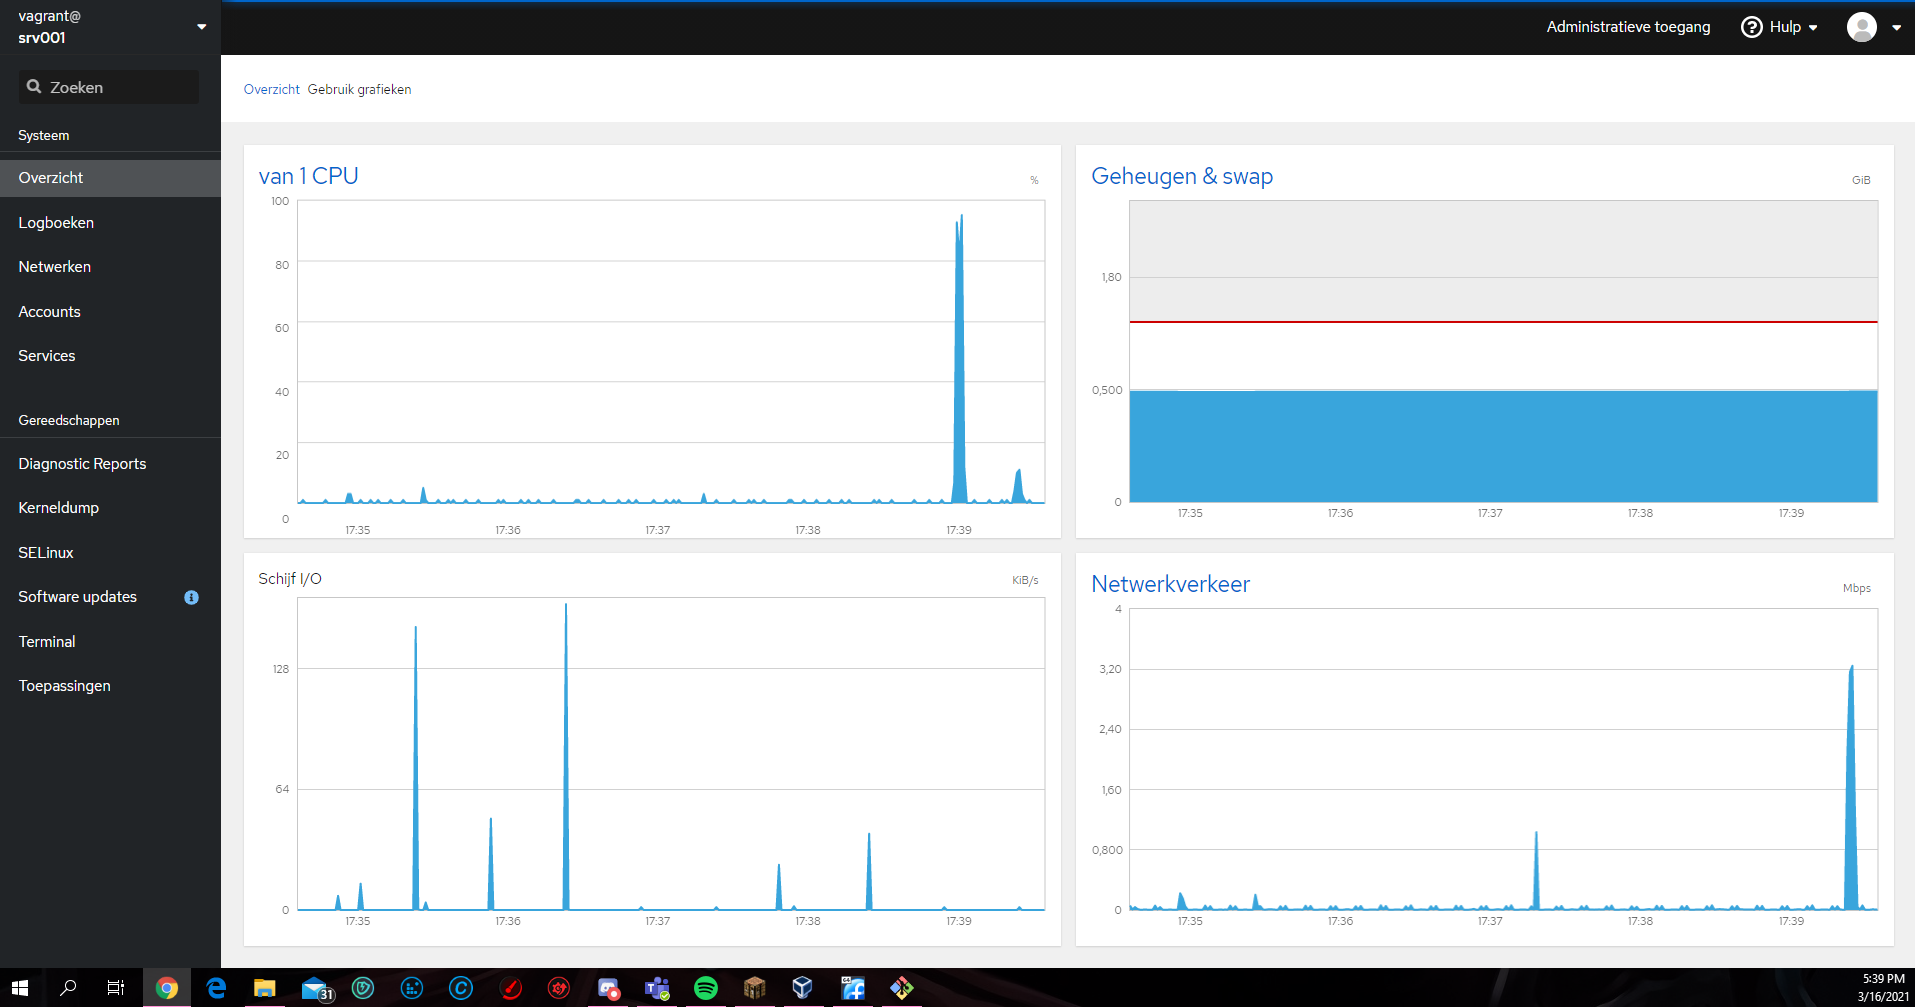 vagrant@
srv001
Administratieve toegang
Hulp
Zoeken
Systeem
Overzicht
Logboeken
Netwerken
Accounts
Services
Gereedschappen
Diagnostic Reports
Kerneldump
SELinux
Software updates
Terminal
Toepassingen
Overzicht Gebruik grafieken
van 1 CPU
%
100
80
60
40
20
0
17:35 17:36 17:37 17:38 17:39
Geheugen & swap
GiB
1,80
0,500
0
17:35 17:36 17:37 17:38 17:39
Schijf I/O
KiB/s
128
64
0
17:35 17:36 17:37 17:38 17:39
Netwerkverkeer
Mbps
4
3,20
2,40
1,60
0,800
0
17:35 17:36 17:37 17:38 17:39
31
5:39 PM
3/16/2021